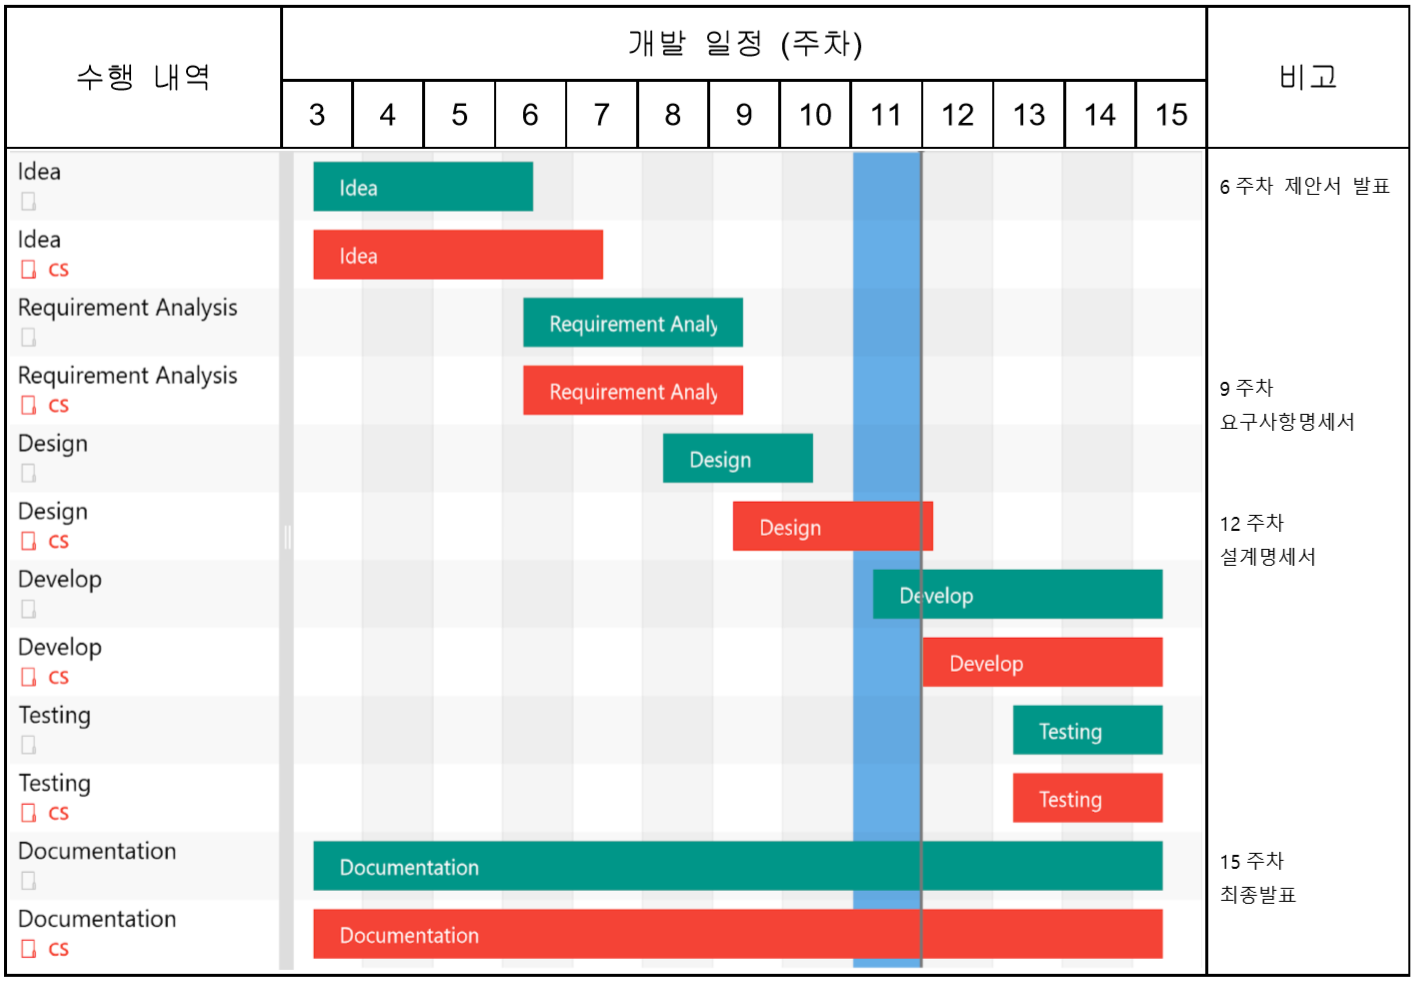 수행 내역
개발 일정 (주차)
비고
3 4 5 6 7 8 9 10 11 12 13 14 15
Idea
Idea
6주차 제안서 발표
Idea
CS
Idea
Requirement Analysis
Requirement Analy
Requirement Analysis
CS
Requirement Analy
9주차
요구사항명세서
Design
Design
Design
CS
Design
12주차
설계명세서
Develop
Develop
Develop
CS
Develop
Testing
Testing
Testing
CS
Testing
Documentation
Documentation
15주차
최종발표
Documentation
CS
Documentation